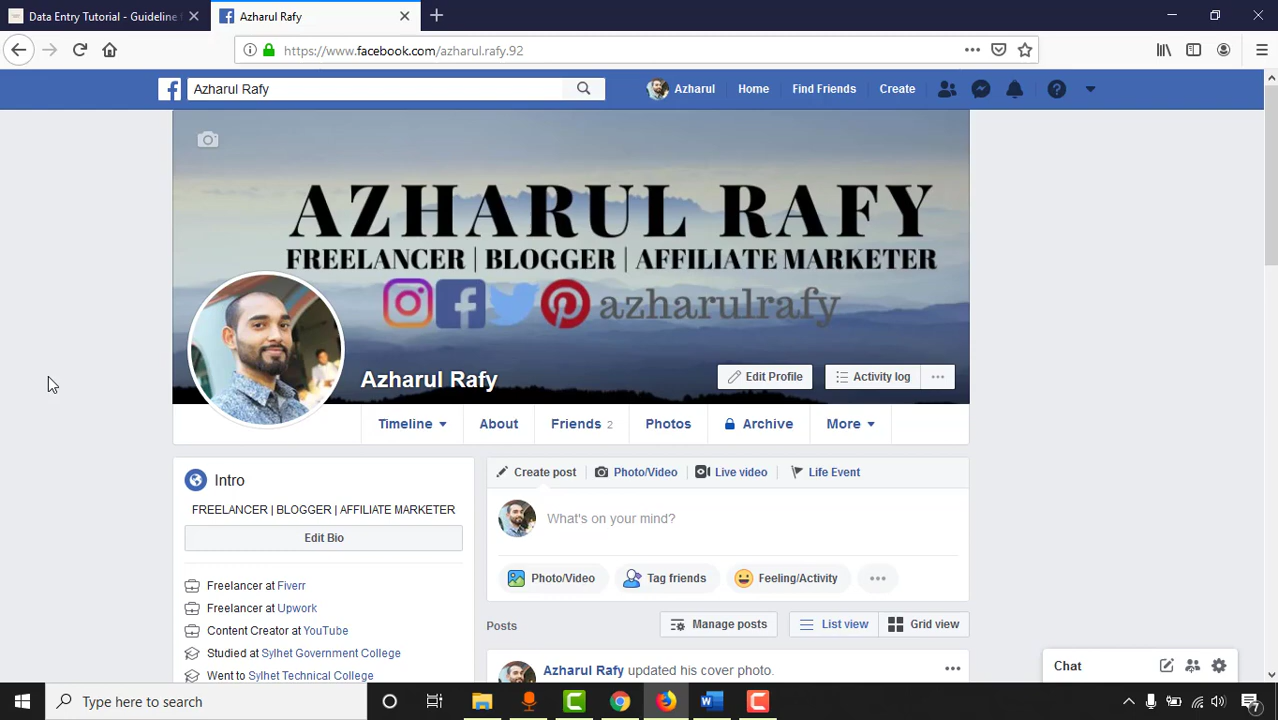 Data Entry Tutorial - Guideline
Azharul Rafy
https://www.facebook.com/azharul.rafy.92
Azharul Rafy
Azharul
Home
Find Friends
Create
AZHARUL RAFY
FREELANCER | BLOGGER | AFFILIATE MARKETER
azharulrafy
Azharul Rafy
Edit Profile
Activity log
Timeline
About
Friends 2
Photos
Archive
More
Intro
FREELANCER | BLOGGER | AFFILIATE MARKETER
Edit Bio
Freelancer at Fiverr
Freelancer at Upwork
Content Creator at YouTube
Studied at Sylhet Government College
Went to Sylhet Technical College
Create post
Photo/Video
Live video
Life Event
What's on your mind?
Photo/Video
Tag friends
Feeling/Activity
Posts
Manage posts
List view
Grid view
Azharul Rafy updated his cover photo.
Chat
Type here to search
7